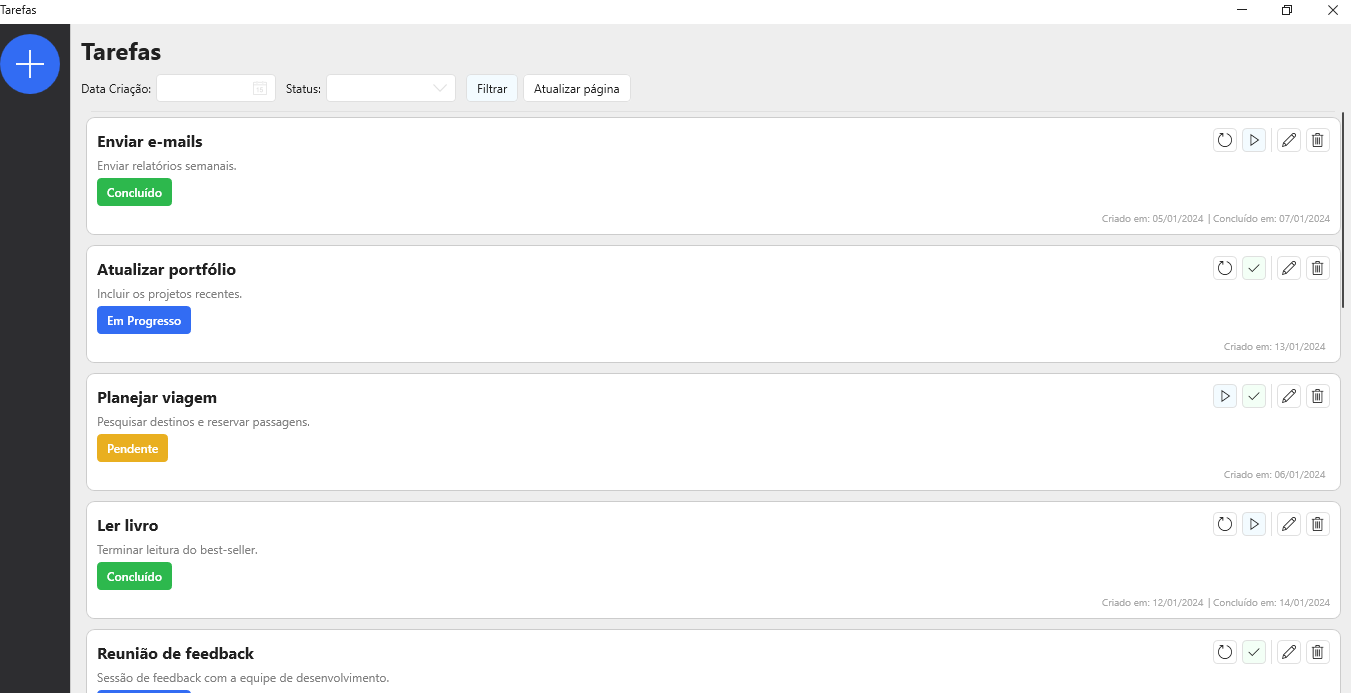 Tarefas
Tarefas
Data Criação: Status: Filtrar Atualizar página
Enviar e-mails
Enviar relatórios semanais.
Concluído
Criado em: 05/01/2024 | Concluído em: 07/01/2024
Atualizar portfólio
Incluir os projetos recentes.
Em Progresso
Criado em: 13/01/2024
Planejar viagem
Pesquisar destinos e reservar passagens.
Pendente
Criado em: 06/01/2024
Ler livro
Terminar leitura do best-seller.
Concluído
Criado em: 12/01/2024 | Concluído em: 14/01/2024
Reunião de feedback
Sessão de feedback com a equipe de desenvolvimento.